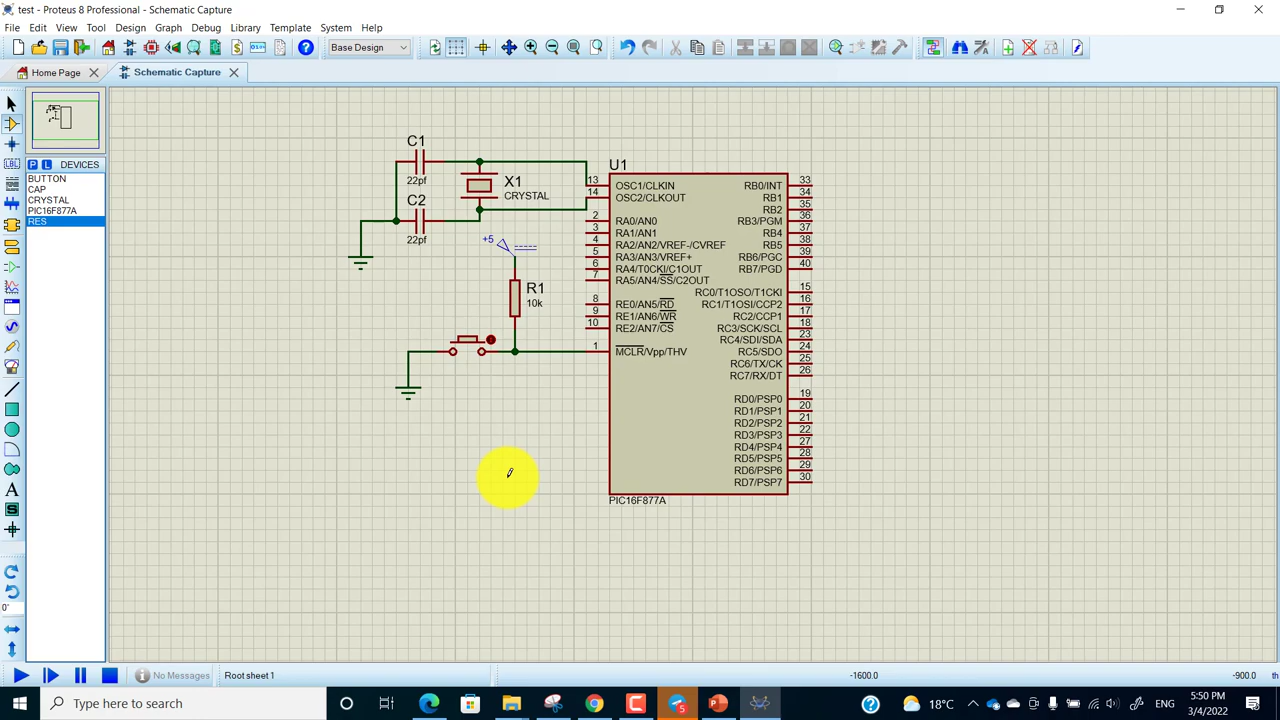 test - Proteus 8 Professional - Schematic Capture
File Edit View Tool Design Graph Debug Library Template System Help
Base Design
Home Page
Schematic Capture
P L DEVICES
BUTTON
CAP
CRYSTAL
PIC16F877A
RES
LBL
A
S
0°
C1
22pf
C2
22pf
X1
CRYSTAL
+5
R1
10k
U1
13 OSC1/CLKIN
14 OSC2/CLKOUT
2 RA0/AN0
3 RA1/AN1
4 RA2/AN2/VREF-/CVREF
5 RA3/AN3/VREF+
6 RA4/T0CKI/C1OUT
7 RA5/AN4/SS/C2OUT
8 RE0/AN5/RD
9 RE1/AN6/WR
10 RE2/AN7/CS
1 MCLR/Vpp/THV
RB0/INT 33
RB1 34
RB2 35
RB3/PGM 36
RB4 37
RB5 38
RB6/PGC 39
RB7/PGD 40
RC0/T1OSO/T1CKI 15
RC1/T1OSI/CCP2 16
RC2/CCP1 17
RC3/SCK/SCL 18
RC4/SDI/SDA 23
RC5/SDO 24
RC6/TX/CK 25
RC7/RX/DT 26
RD0/PSP0 19
RD1/PSP1 20
RD2/PSP2 21
RD3/PSP3 22
RD4/PSP4 27
RD5/PSP5 28
RD6/PSP6 29
RD7/PSP7 30
PIC16F877A
No Messages
Root sheet 1
-1600.0
-900.0
th
Type here to search
5
18°C
ENG
5:50 PM
3/4/2022